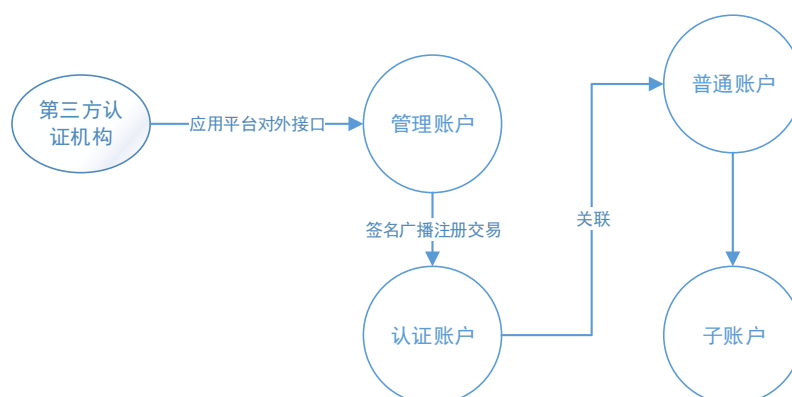 第三方认
证机构
应用平台对外接口
管理账户
签名广播注册交易
认证账户
关联
普通账户
子账户